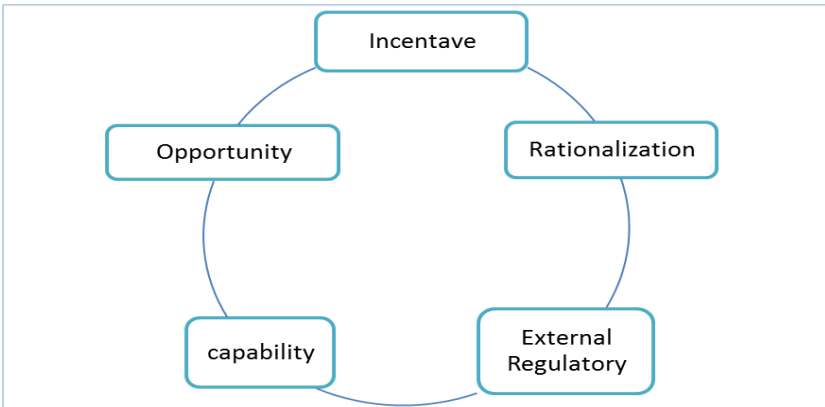 Incentave
Opportunity
Rationalization
capability
External
Regulatory